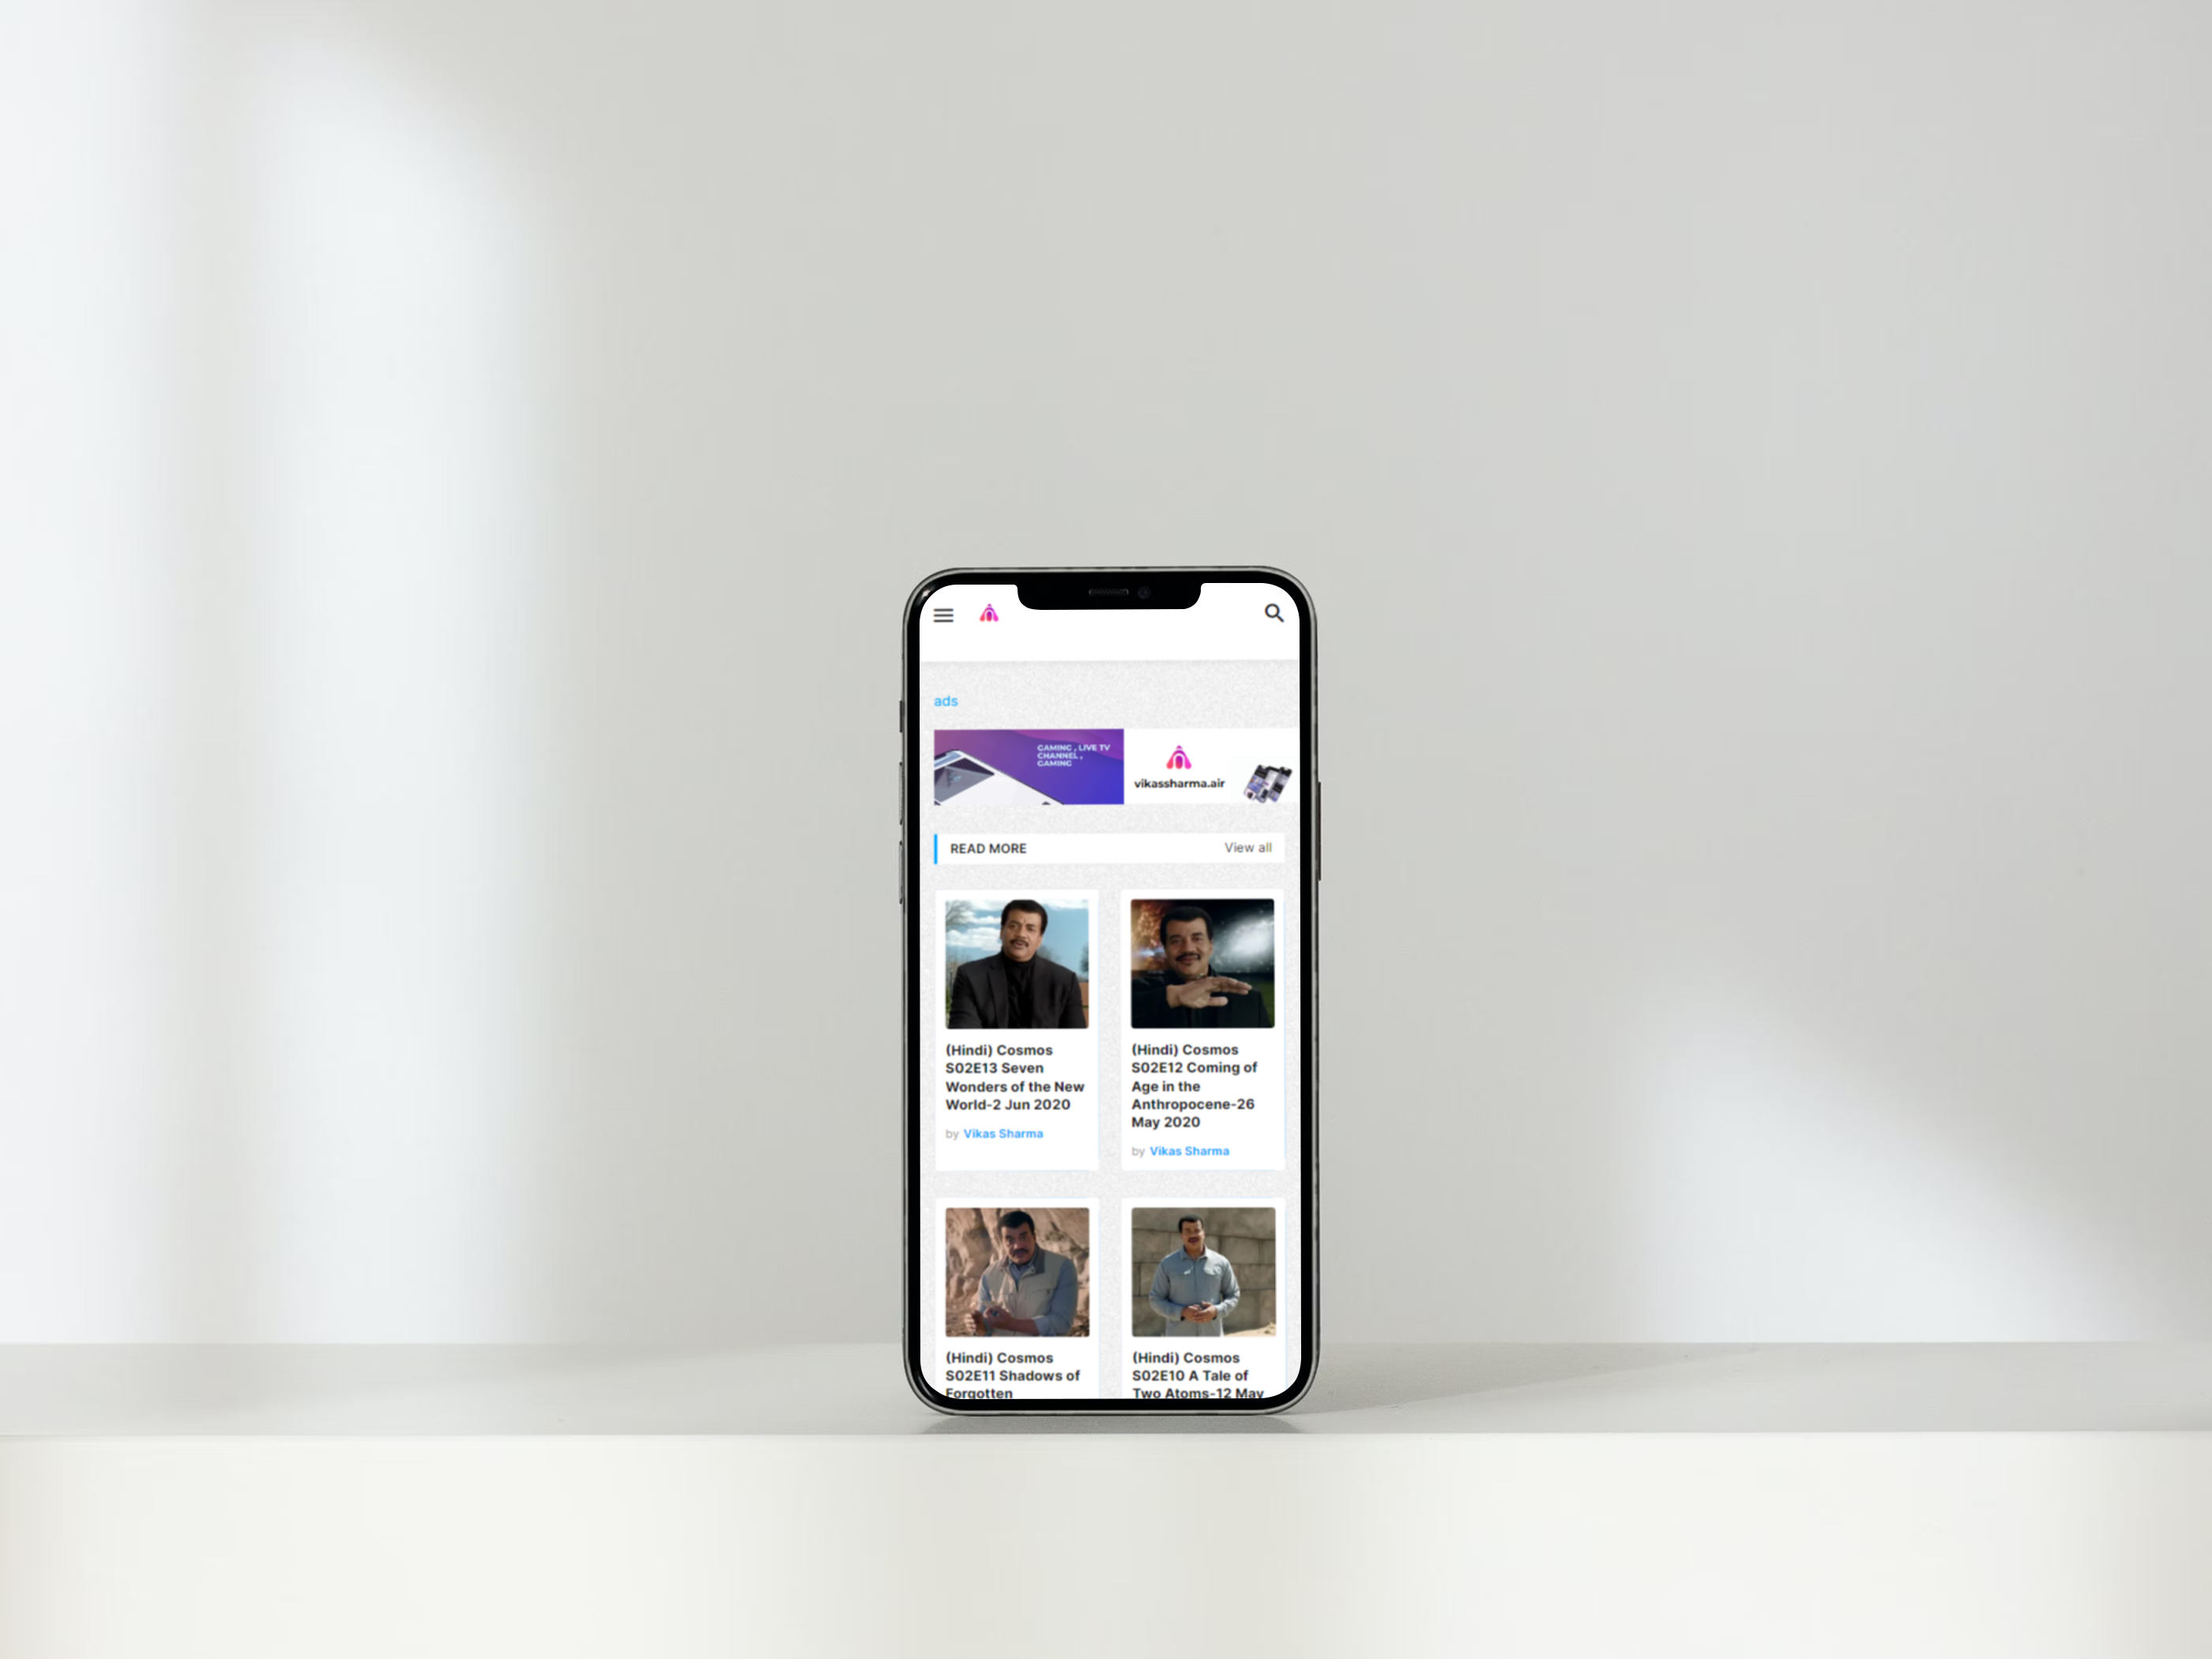 ads
GAMING , LIVE TV
CHANNEL ,
GAMING
vikassharma.air
READ MORE
View all
(Hindi) Cosmos
S02E13 Seven
Wonders of the New
World-2 Jun 2020
by Vikas Sharma
(Hindi) Cosmos
S02E12 Coming of
Age in the
Anthropocene-26
May 2020
by Vikas Sharma
(Hindi) Cosmos
S02E11 Shadows of
Forgotten
(Hindi) Cosmos
S02E10 A Tale of
Two Atoms-12 May